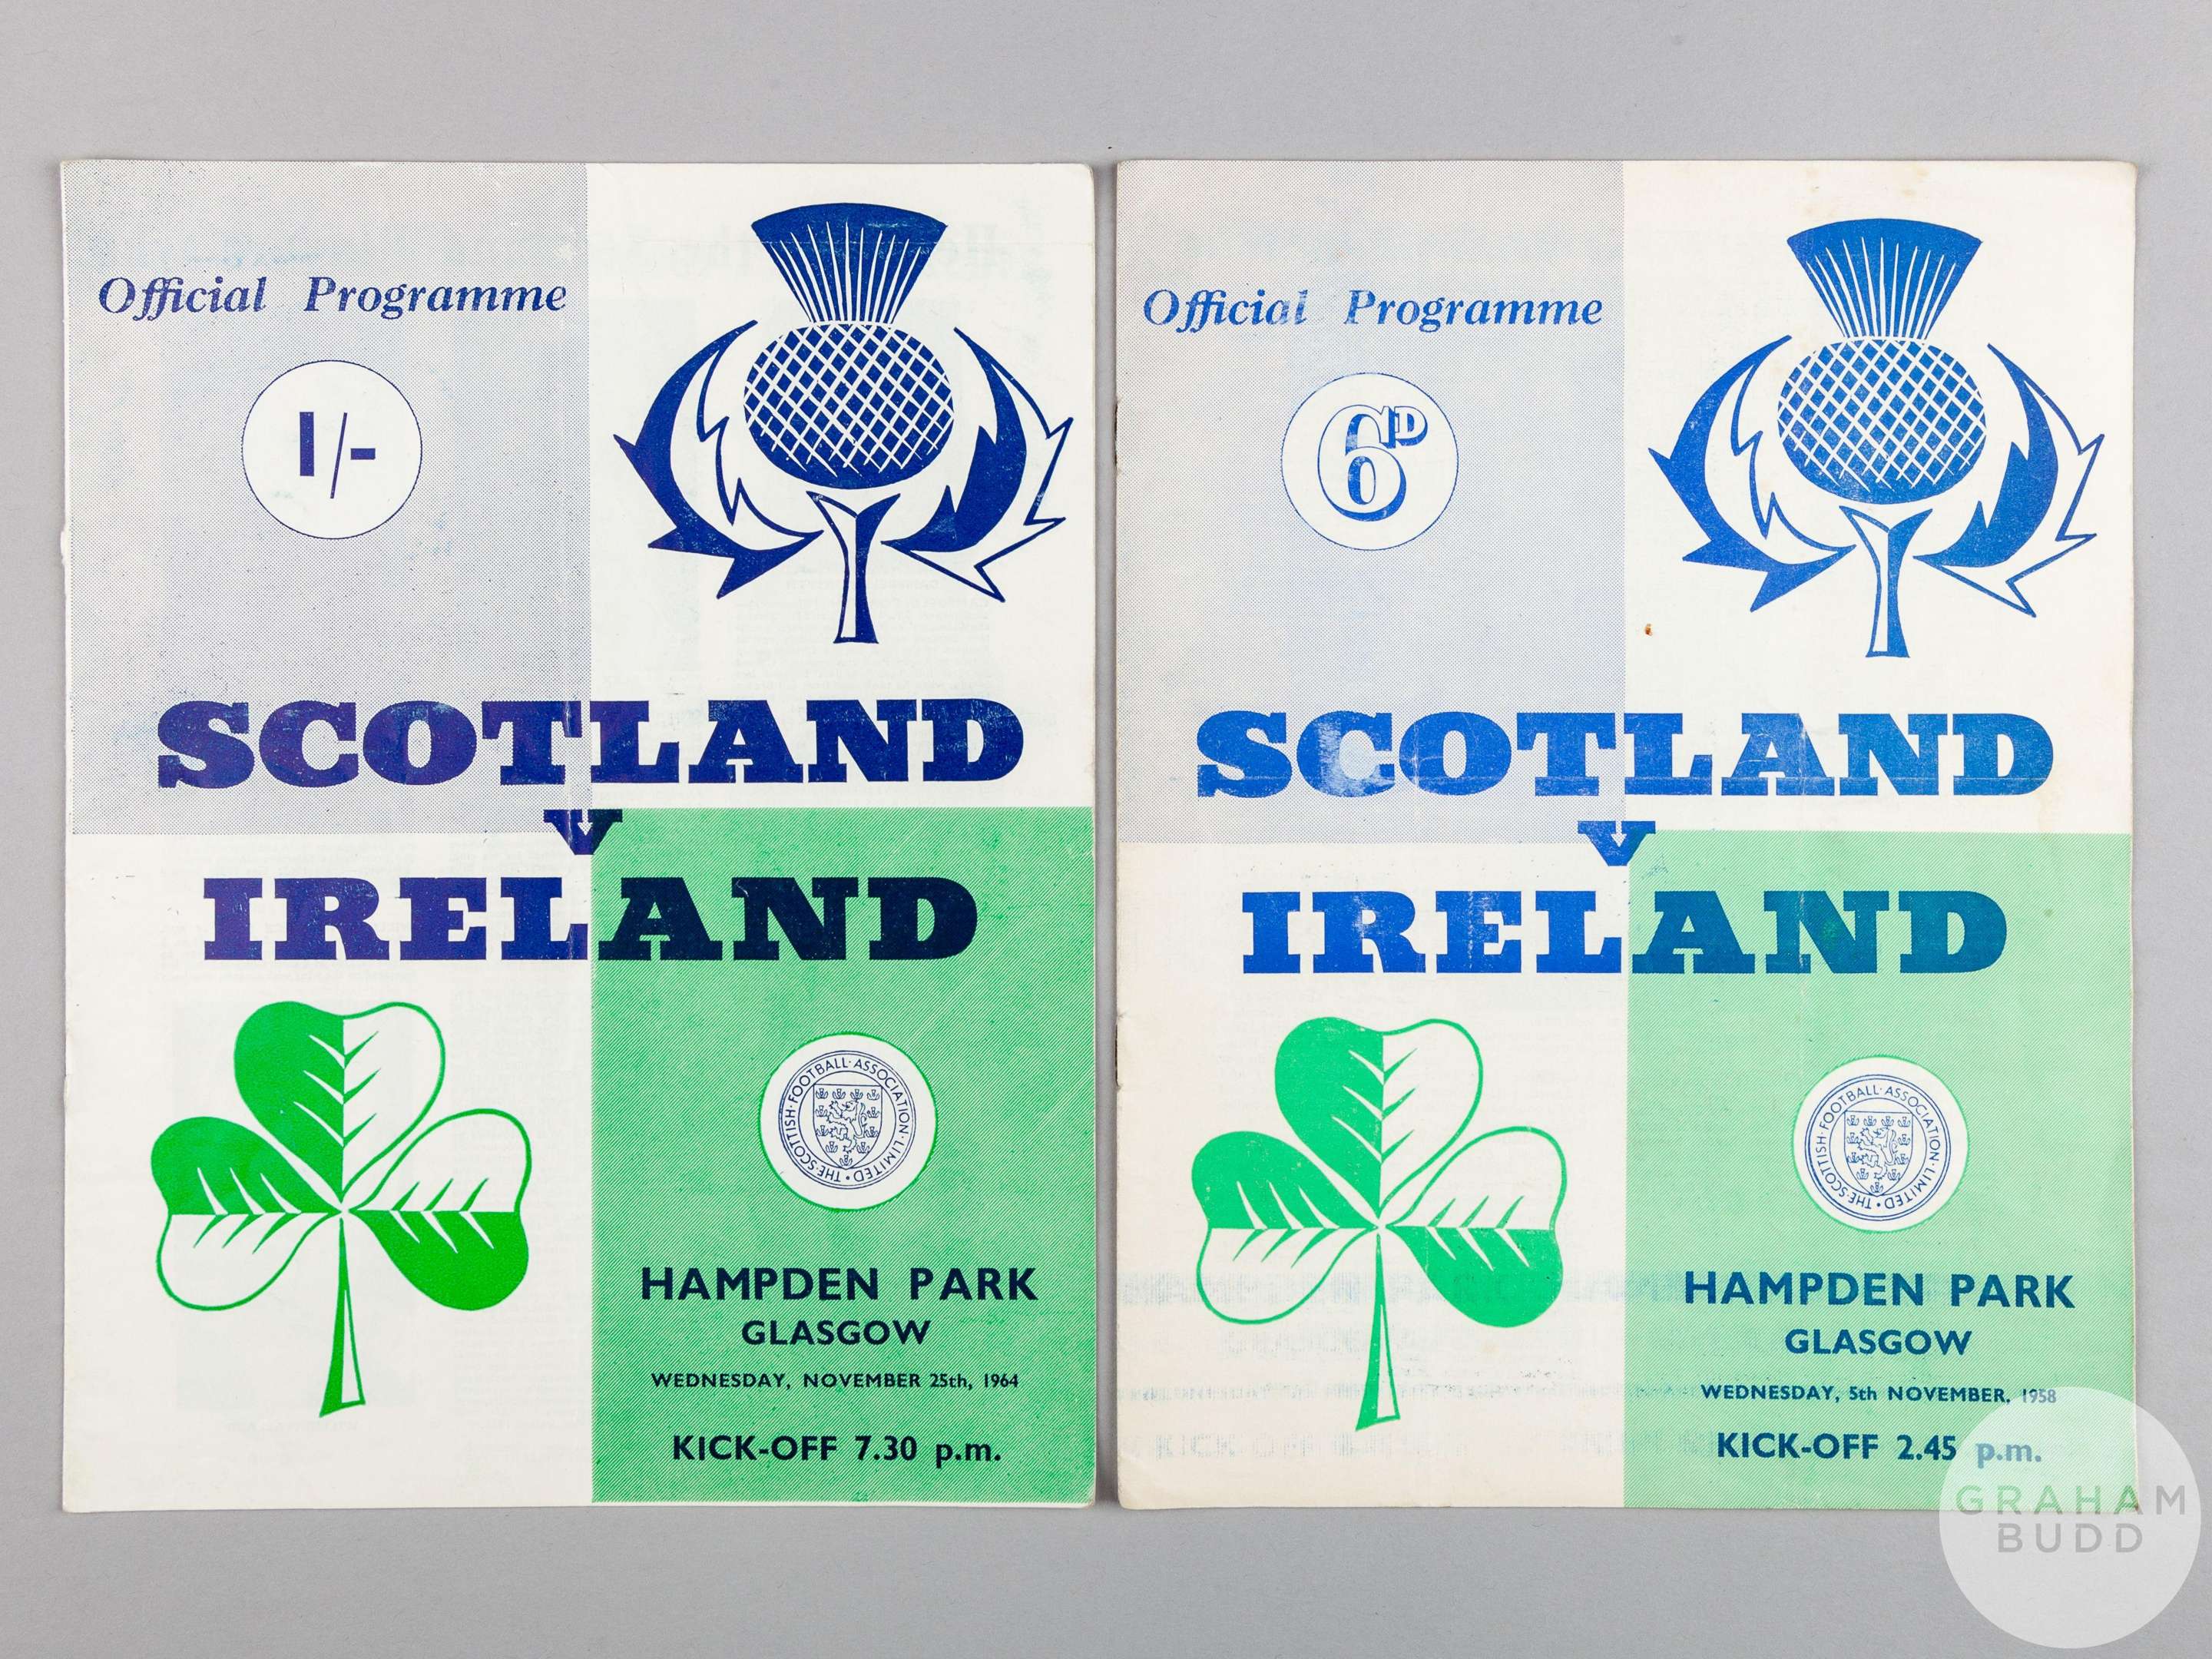 Official Programme
1/-
SCOTLAND
v
IRELAND
THE·SCOTTISH·FOOTBALL·ASSOCIATION·LIMITED·
HAMPDEN PARK
GLASGOW
WEDNESDAY, NOVEMBER 25th, 1964
KICK-OFF 7.30 p.m.
Official Programme
6D
SCOTLAND
v
IRELAND
THE·SCOTTISH·FOOTBALL·ASSOCIATION·LIMITED·
HAMPDEN PARK
GLASGOW
WEDNESDAY, 5th NOVEMBER, 1958
KICK-OFF 2.45 p.m.
GRAHAM
BUDD